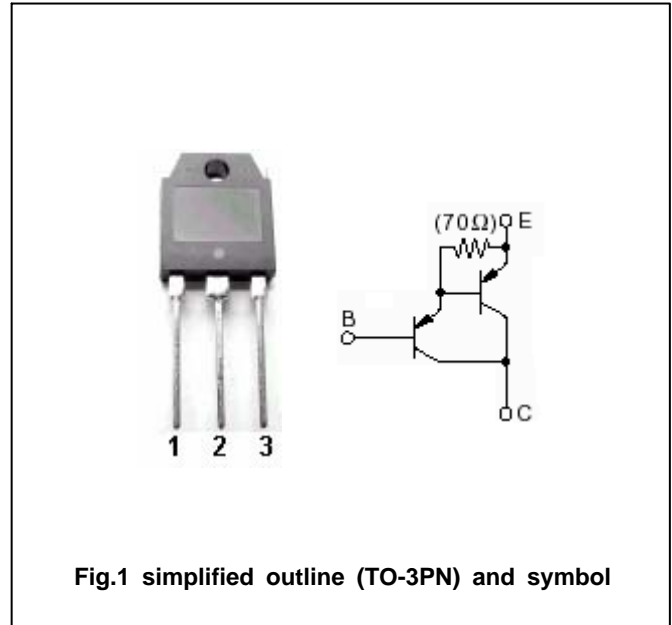 (70Ω) E
B
C
1 2 3
Fig.1 simplified outline (TO-3PN) and symbol